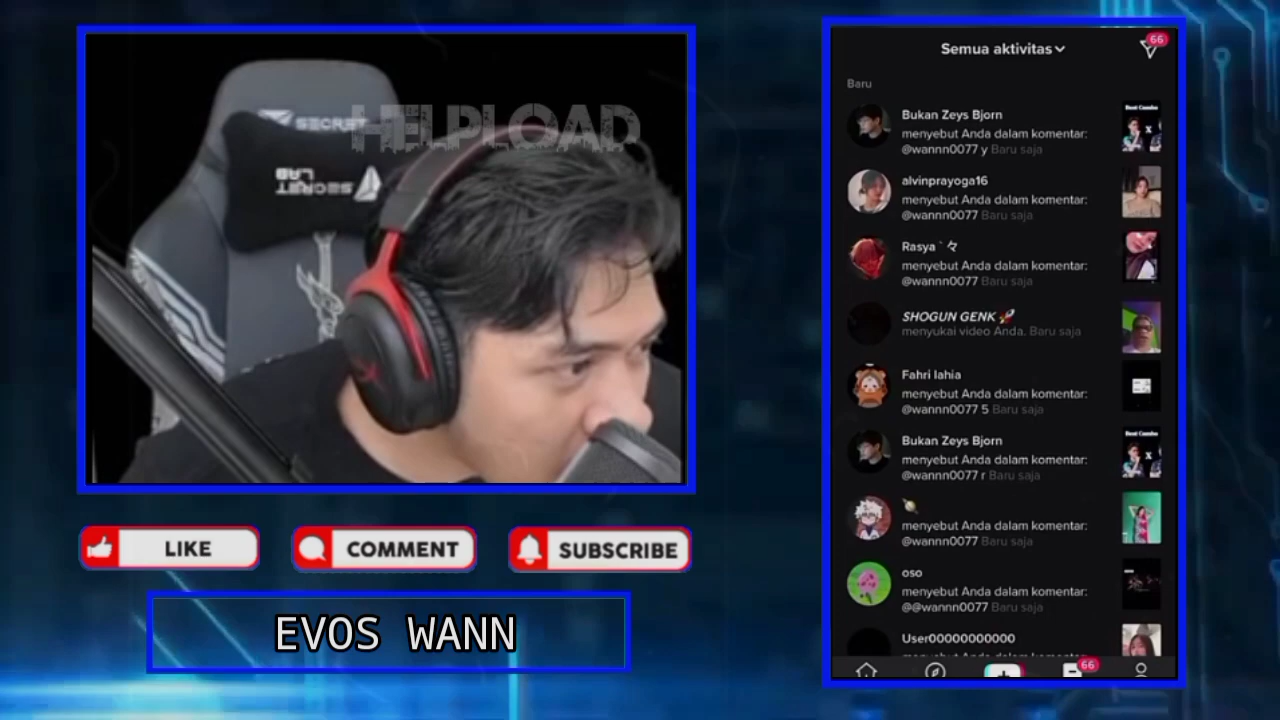 HELPLOAD
SECRET
SECRET
LAB
LIKE
COMMENT
SUBSCRIBE
EVOS WANN
Semua aktivitas
66
Baru
Bukan Zeys Bjorn
menyebut Anda dalam komentar:
@wannn0077 y Baru saja
alvinprayoga16
menyebut Anda dalam komentar:
@wannn0077 Baru saja
Rasya ` 々
menyebut Anda dalam komentar:
@wannn0077 Baru saja
SHOGUN GENK 🚀
menyukai video Anda. Baru saja
Fahri lahia
menyebut Anda dalam komentar:
@wannn0077 5 Baru saja
Bukan Zeys Bjorn
menyebut Anda dalam komentar:
@wannn0077 r Baru saja
🪐
menyebut Anda dalam komentar:
@wannn0077 Baru saja
oso
menyebut Anda dalam komentar:
@@wannn0077 Baru saja
User00000000000
menyebut Anda dalam komentar:
66